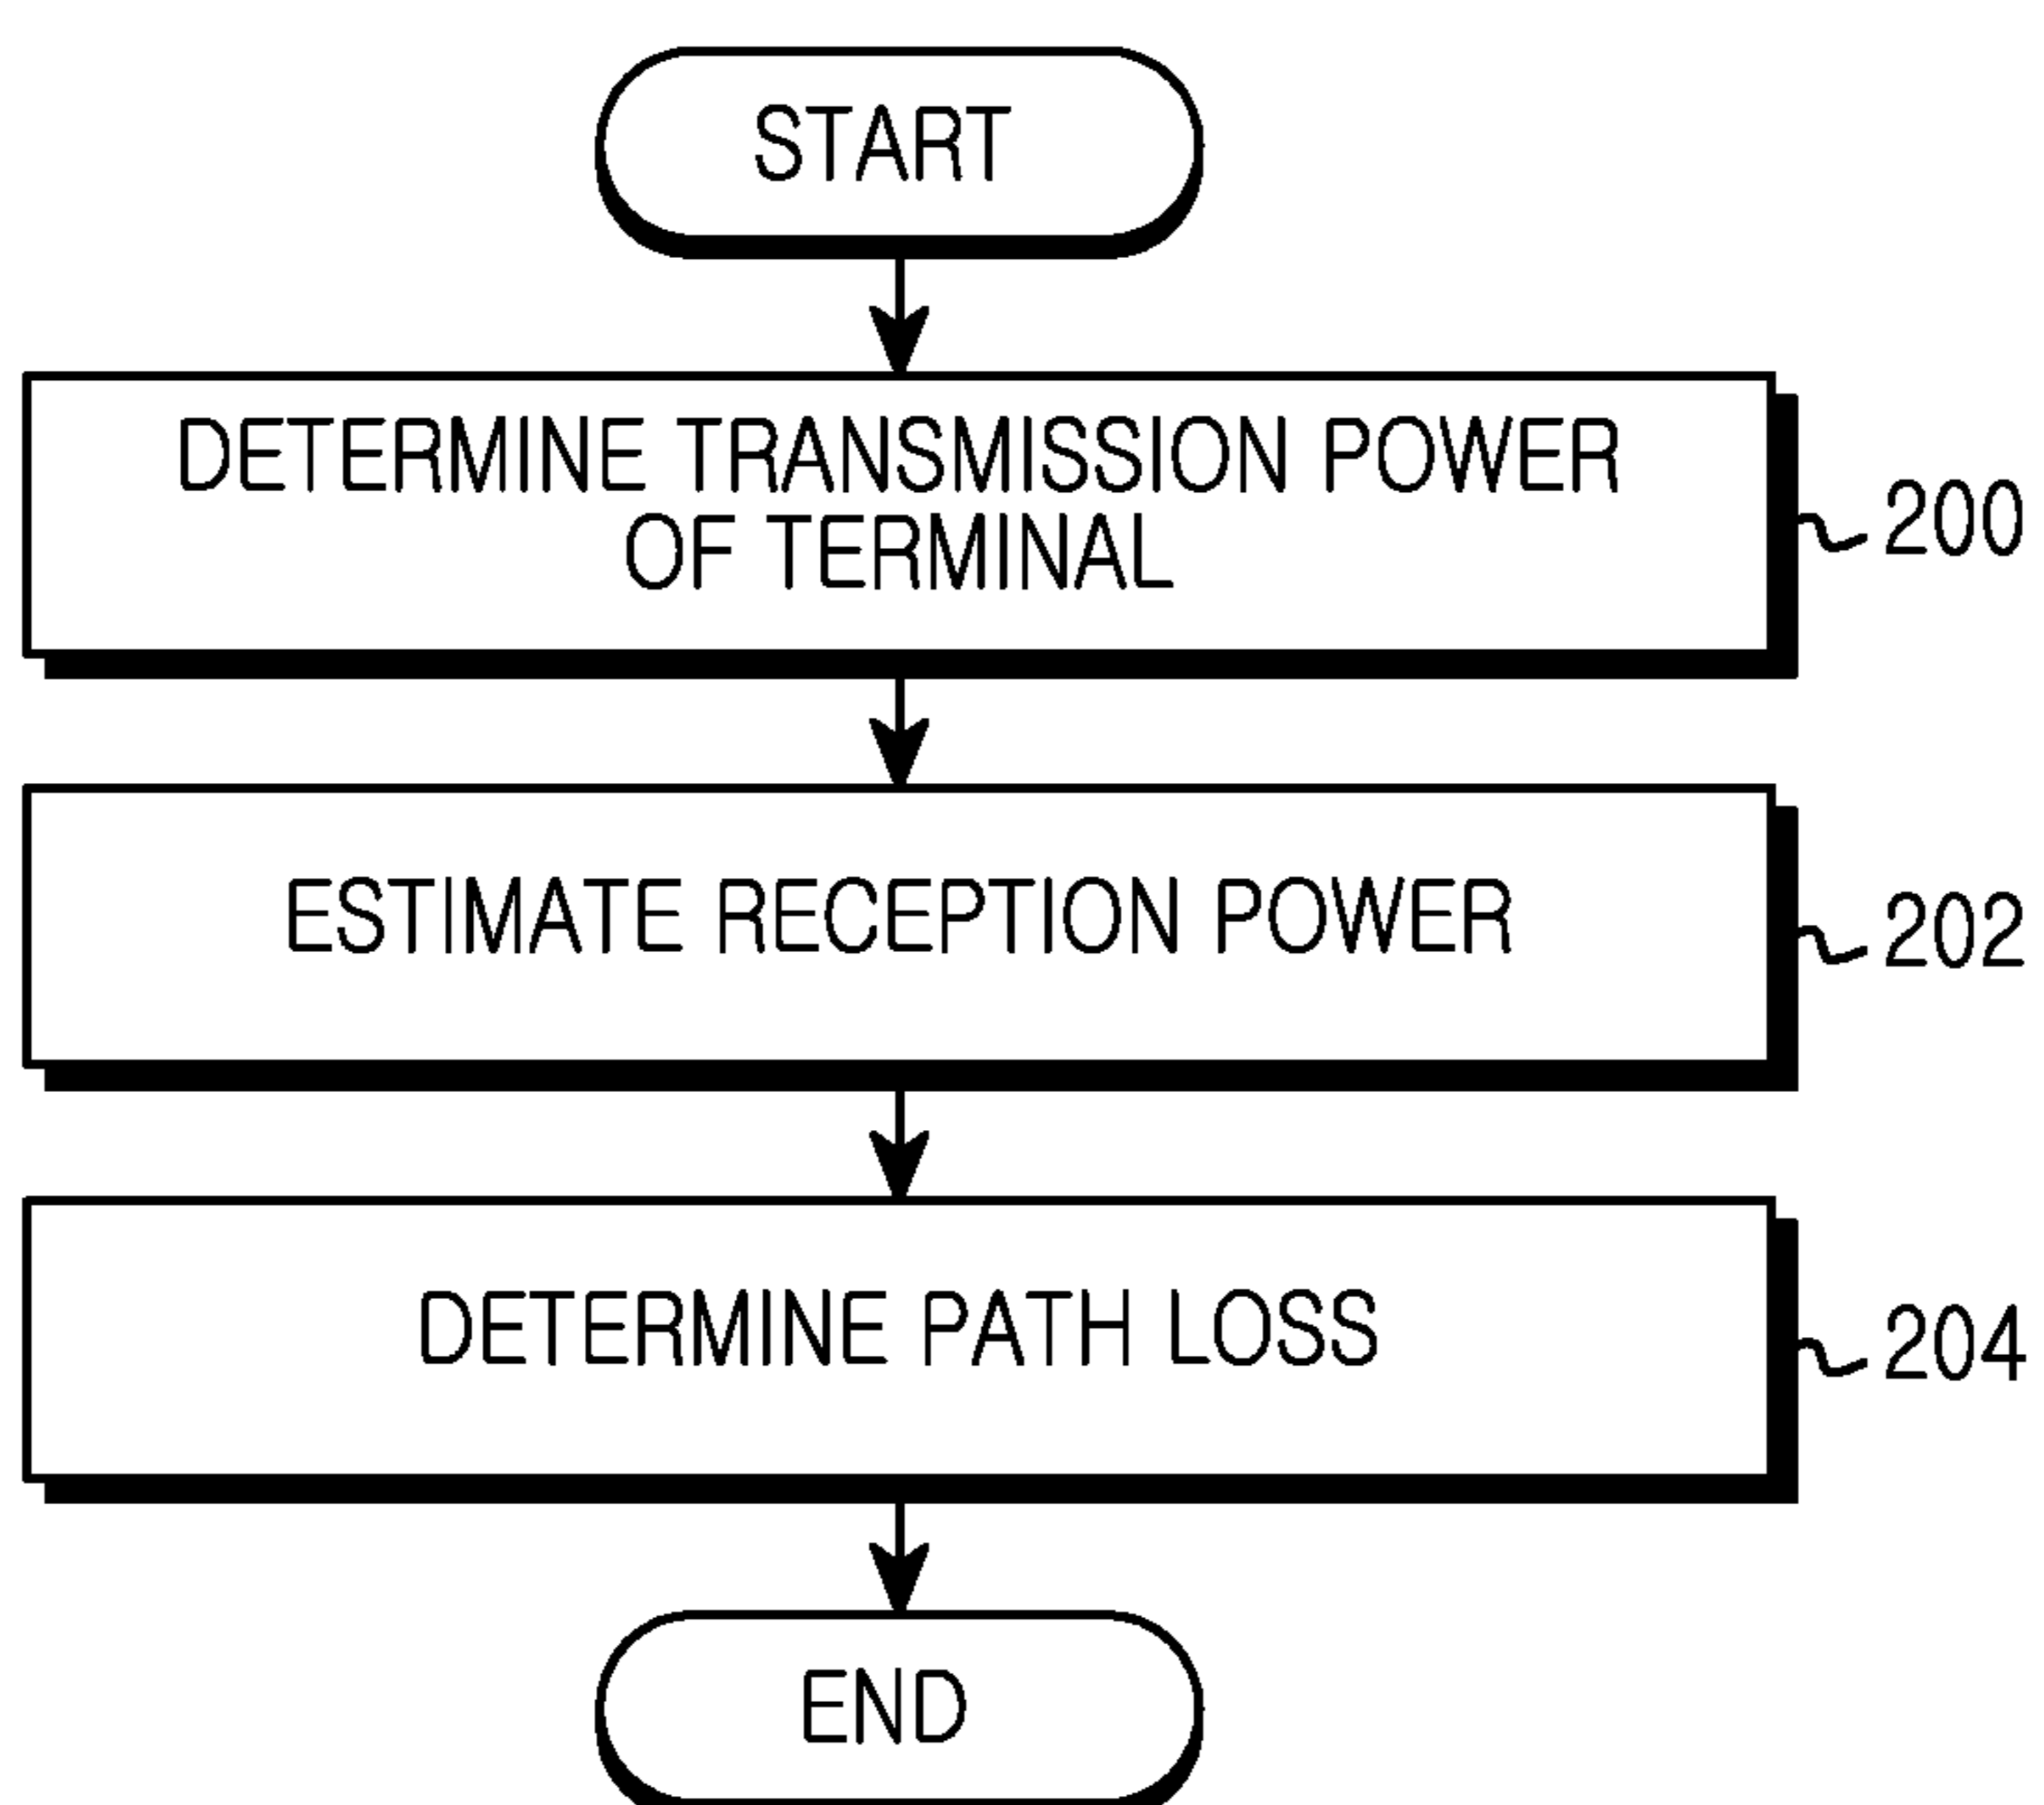 START
DETERMINE TRANSMISSION POWER
OF TERMINAL
200
ESTIMATE RECEPTION POWER
202
DETERMINE PATH LOSS
204
END